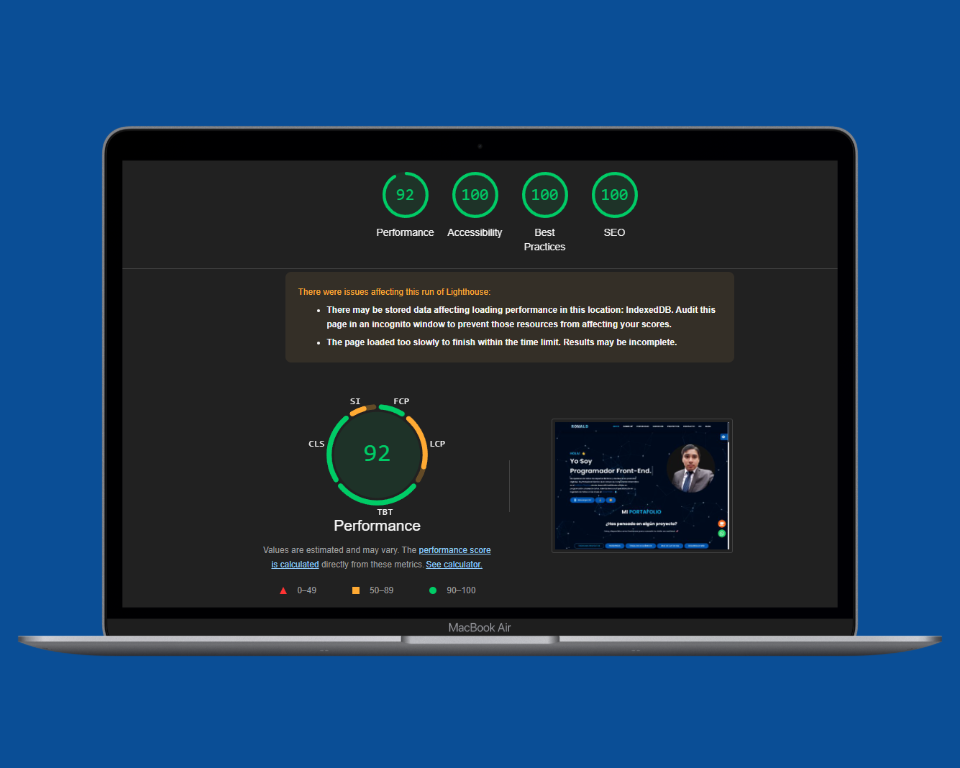 92 100 100 100
Performance Accessibility Best Practices SEO
There were issues affecting this run of Lighthouse:
• There may be stored data affecting loading performance in this location: IndexedDB. Audit this
page in an incognito window to prevent those resources from affecting your scores.
• The page loaded too slowly to finish within the time limit. Results may be incomplete.
SI FCP
CLS LCP
92
TBT
Performance
Values are estimated and may vary. The performance score
is calculated directly from these metrics. See calculator.
0–49 50–89 90–100
Yo Soy
Programador Front-End.
MI PORTAFOLIO
¿Has pensado en algún proyecto?
MacBook Air